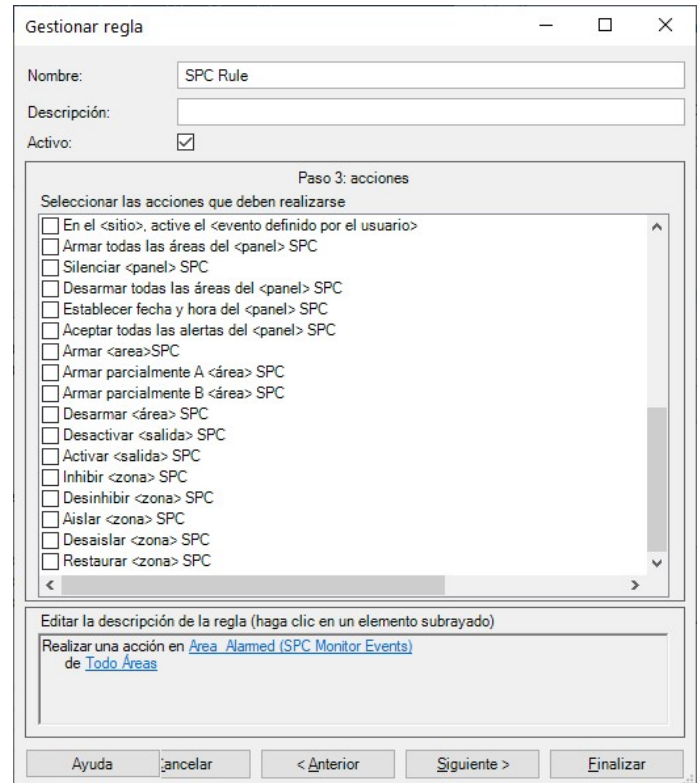 Gestionar regla
Nombre: SPC Rule
Descripción:
Activo:
Paso 3: acciones
Seleccionar las acciones que deben realizarse
En el <sitio>, active el <evento definido por el usuario>
Armar todas las áreas del <panel> SPC
Silenciar <panel> SPC
Desarmar todas las áreas del <panel> SPC
Establecer fecha y hora del <panel> SPC
Aceptar todas las alertas del <panel> SPC
Armar <area>SPC
Armar parcialmente A <área> SPC
Armar parcialmente B <área> SPC
Desarmar <área> SPC
Desactivar <salida> SPC
Activar <salida> SPC
Inhibir <zona> SPC
Desinhibir <zona> SPC
Aislar <zona> SPC
Desaislar <zona> SPC
Restaurar <zona> SPC
Editar la descripción de la regla (haga clic en un elemento subrayado)
Realizar una acción en Area Alarmed (SPC Monitor Events)
de Todo Áreas
Ayuda ancelar < Anterior Siguiente > Finalizar